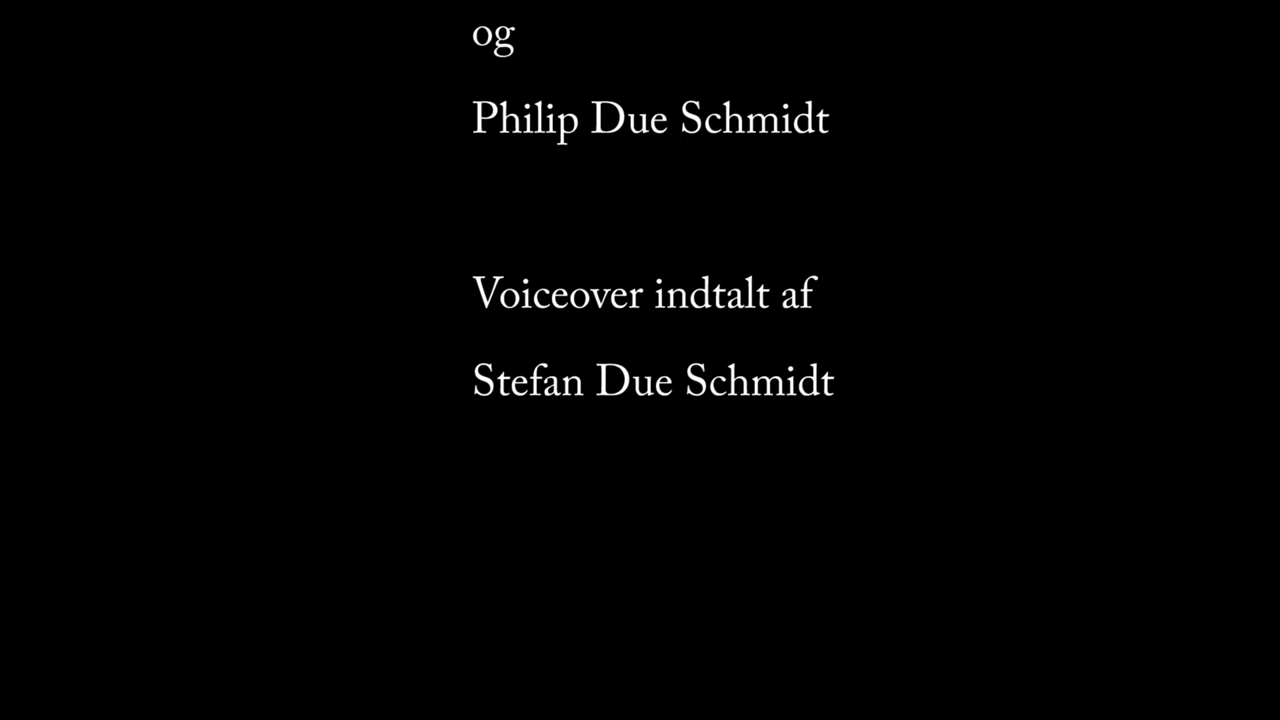 og
Philip Due Schmidt
Voiceover indtalt af
Stefan Due Schmidt